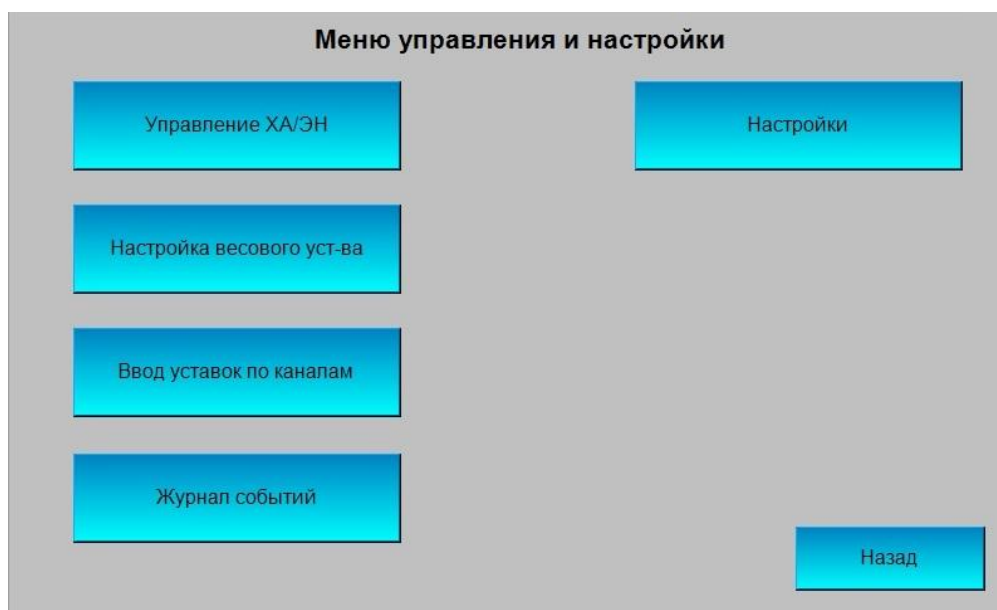 Меню управления и настройки
Управление ХА/ЭН
Настройки
Настройка весового уст-ва
Ввод уставок по каналам
Журнал событий
Назад